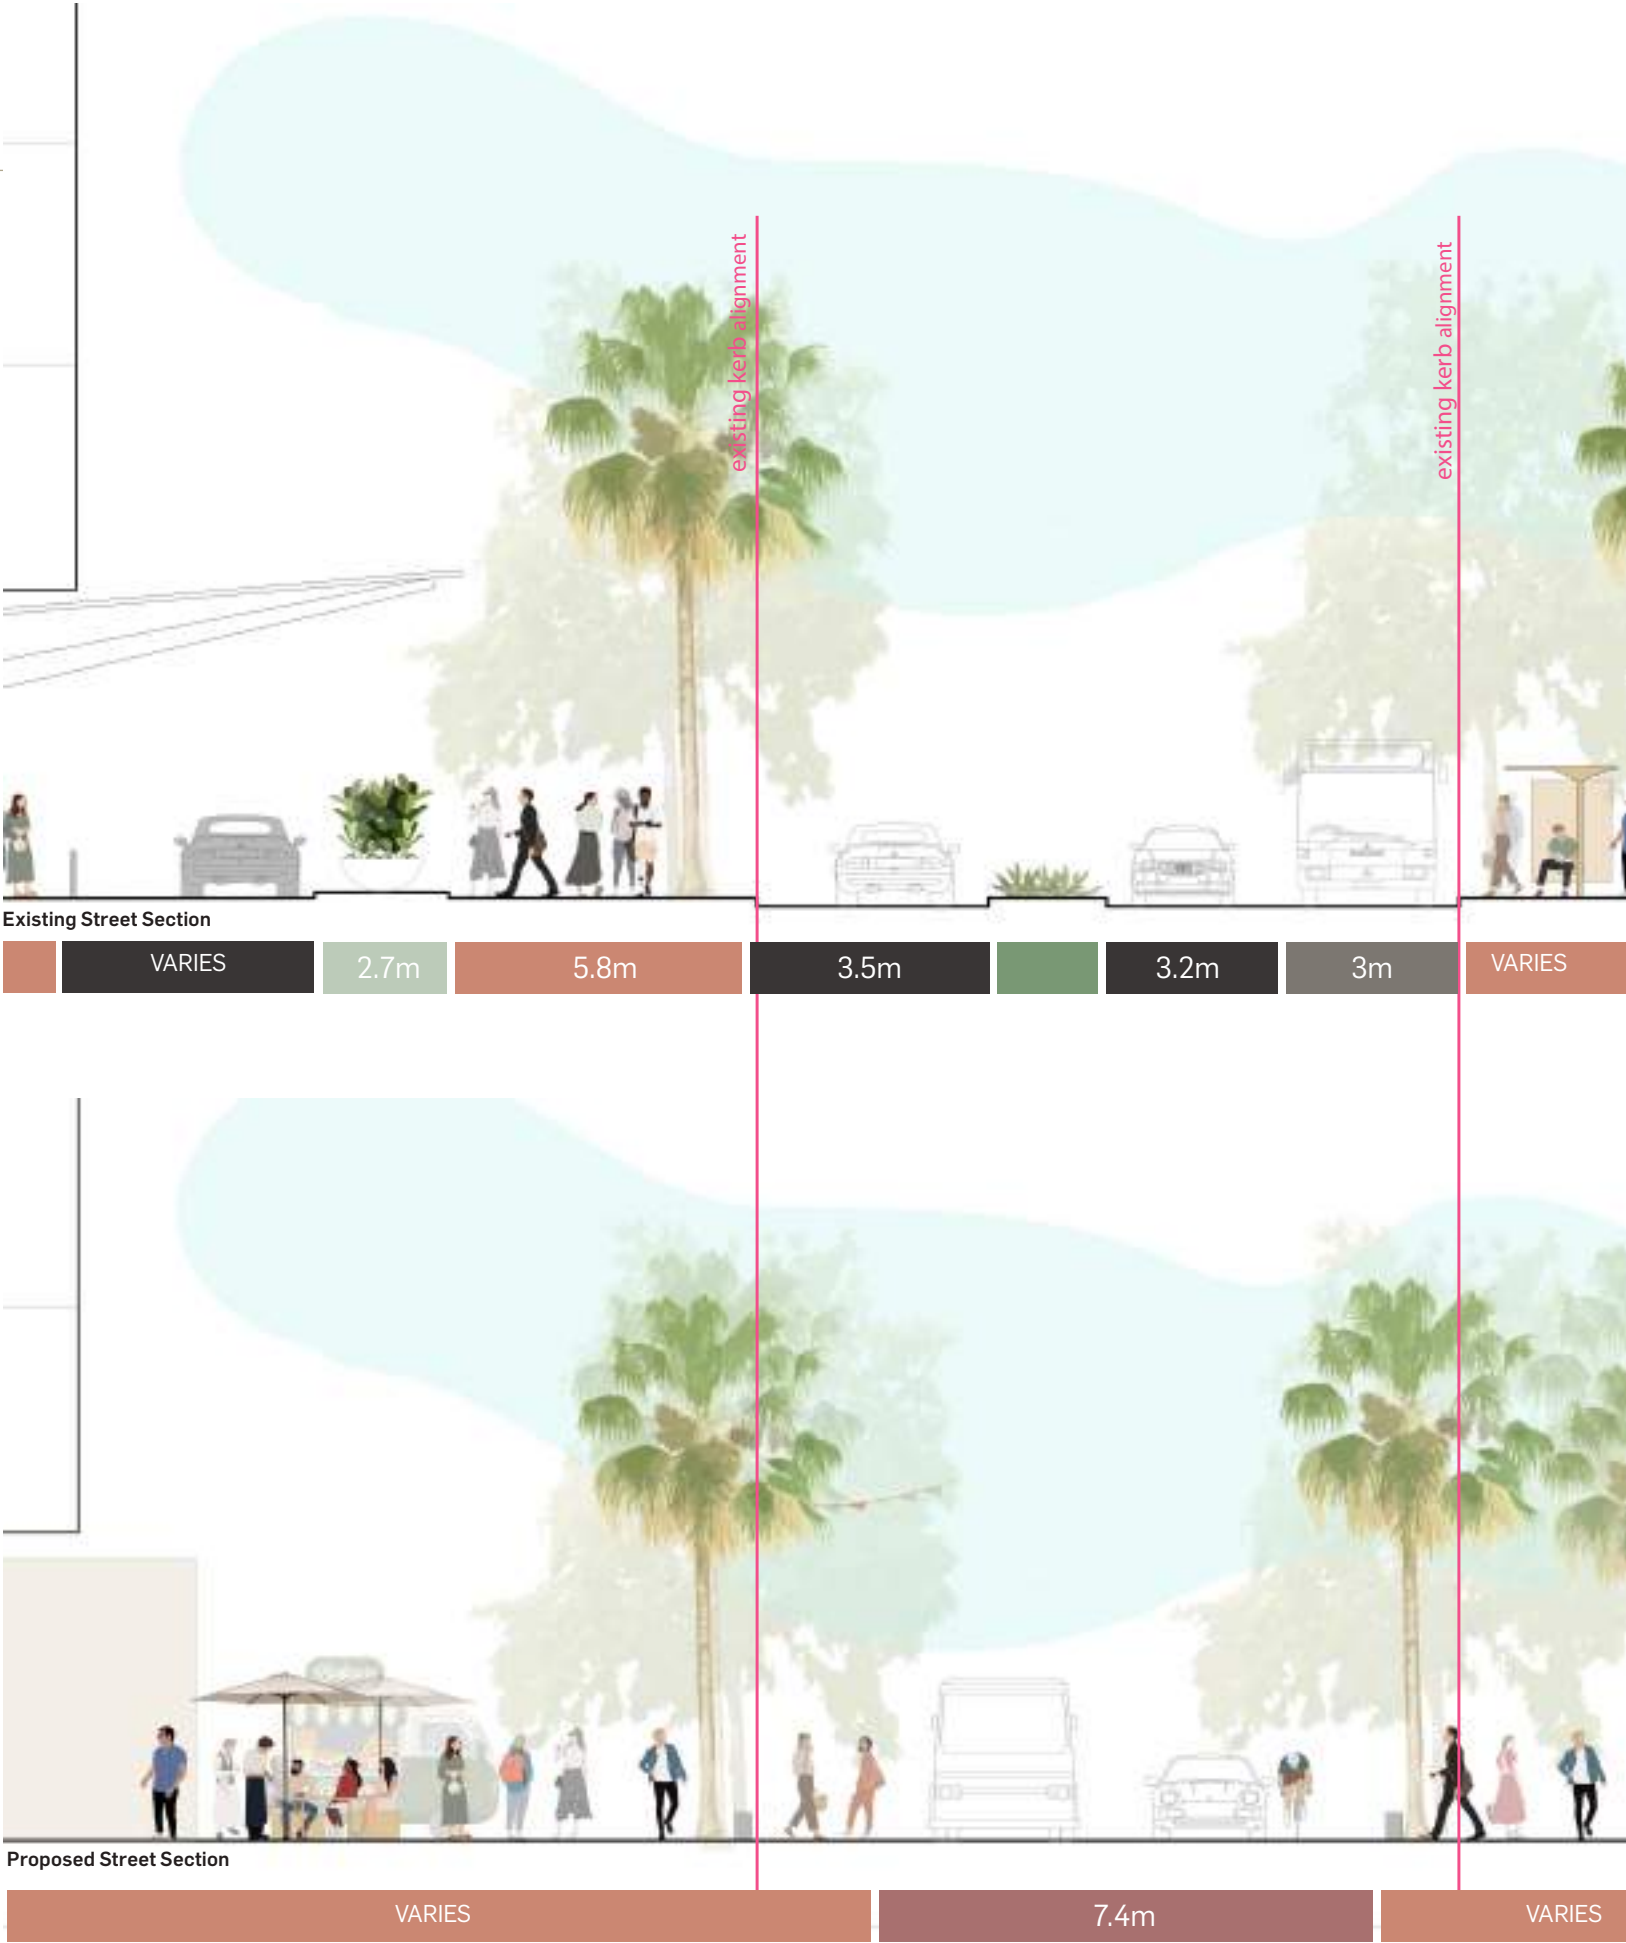 existing kerb alignment
existing kerb alignment
Existing Street Section
VARIES
2.7m
5.8m
3.5m
3.2m
3m
VARIES
Proposed Street Section
VARIES
7.4m
VARIES